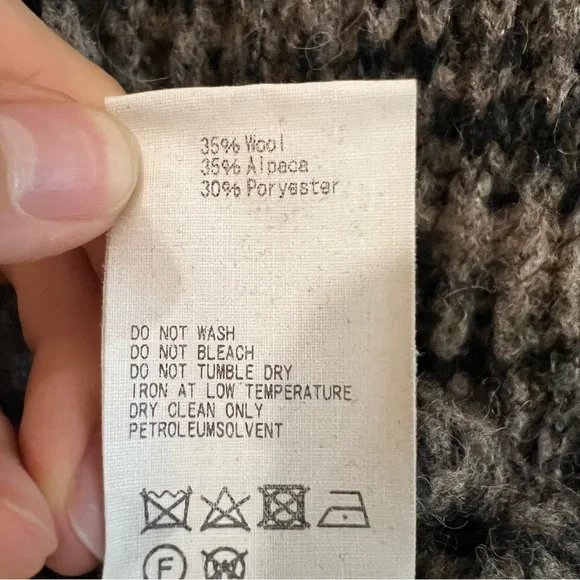 35% Wool
35% Alpaca
30% Poryester
DO NOT WASH
DO NOT BLEACH
DO NOT TUMBLE DRY
IRON AT LOW TEMPERATURE
DRY CLEAN ONLY
PETROLEUMSOLVENT
F